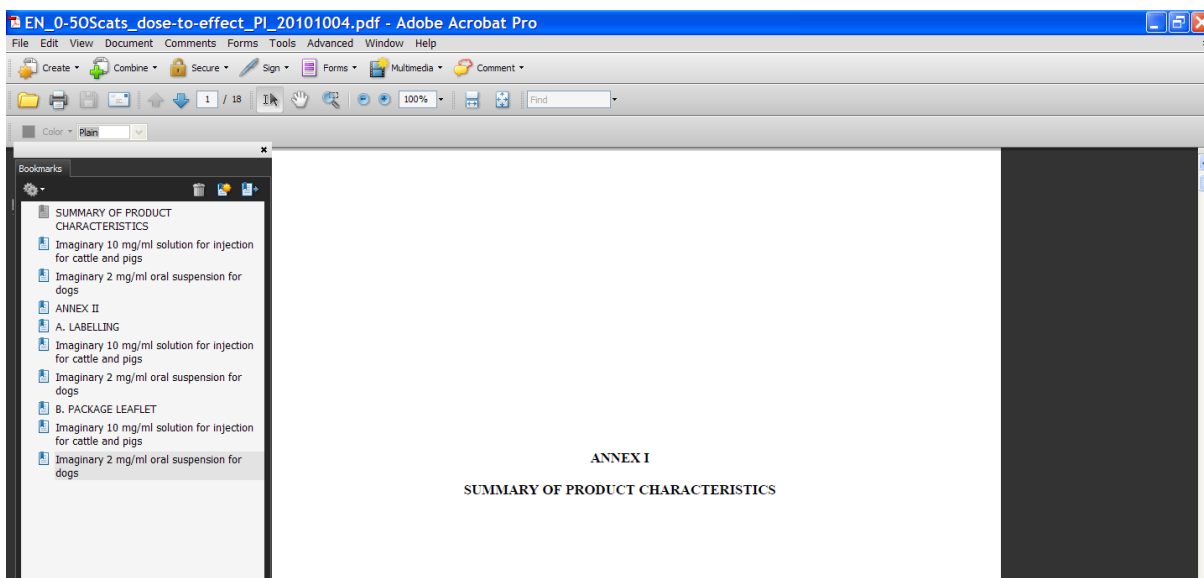 EN_0-5OScats_dose-to-effect_PI_20101004.pdf - Adobe Acrobat Pro
File Edit View Document Comments Forms Tools Advanced Window Help
Create Combine Secure Sign Forms Multimedia Comment
1 / 18 100% Find
Color Plain
Bookmarks
SUMMARY OF PRODUCT
CHARACTERISTICS
Imaginary 10 mg/ml solution for injection
for cattle and pigs
Imaginary 2 mg/ml oral suspension for
dogs
ANNEX II
A. LABELLING
Imaginary 10 mg/ml solution for injection
for cattle and pigs
Imaginary 2 mg/ml oral suspension for
dogs
B. PACKAGE LEAFLET
Imaginary 10 mg/ml solution for injection
for cattle and pigs
Imaginary 2 mg/ml oral suspension for
dogs
ANNEX I
SUMMARY OF PRODUCT CHARACTERISTICS